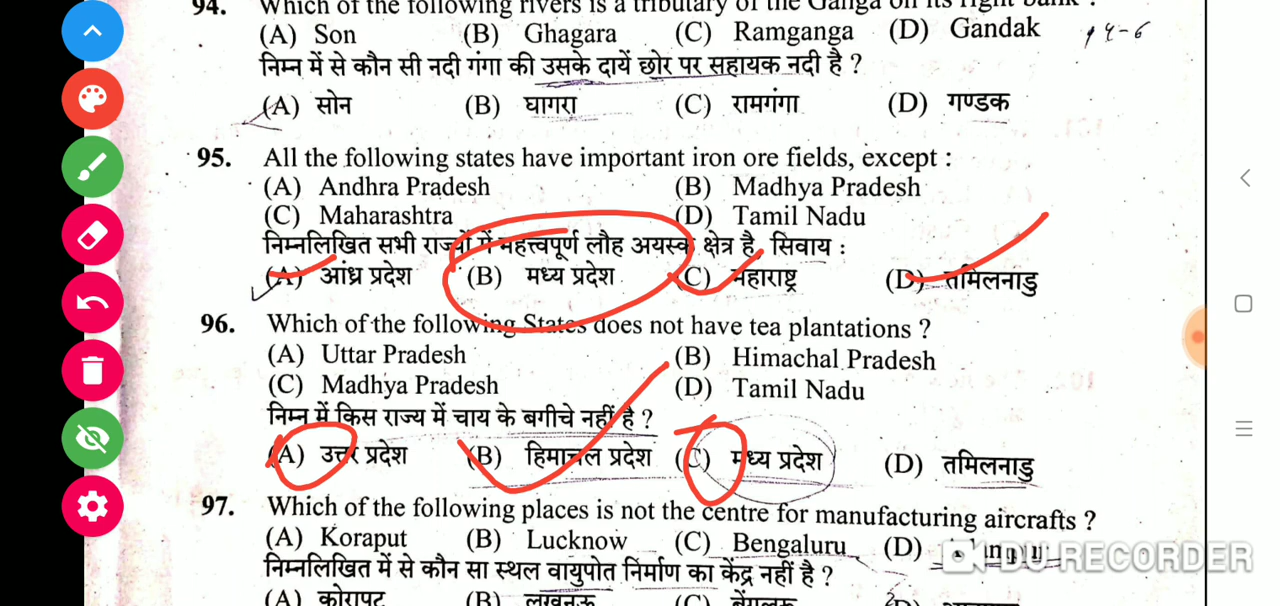 94. Which of the following rivers is a tributary of the Ganga on its right bank ?
(A) Son (B) Ghagara (C) Ramganga (D) Gandak
निम्न में से कौन सी नदी गंगा की उसके दायें छोर पर सहायक नदी है ?
(A) सोन (B) घागरा (C) रामगंगा (D) गण्डक
95. All the following states have important iron ore fields, except :
(A) Andhra Pradesh (B) Madhya Pradesh
(C) Maharashtra (D) Tamil Nadu
निम्नलिखित सभी राज्यों में महत्त्वपूर्ण लौह अयस्क क्षेत्र है, सिवाय :
(A) आंध्र प्रदेश (B) मध्य प्रदेश (C) महाराष्ट्र (D) तमिलनाडु
96. Which of the following States does not have tea plantations ?
(A) Uttar Pradesh (B) Himachal Pradesh
(C) Madhya Pradesh (D) Tamil Nadu
निम्न में किस राज्य में चाय के बगीचे नहीं है ?
(A) उत्तर प्रदेश (B) हिमाचल प्रदेश (C) मध्य प्रदेश (D) तमिलनाडु
97. Which of the following places is not the centre for manufacturing aircrafts ?
(A) Koraput (B) Lucknow (C) Bengaluru (D)
DU RECORDER
निम्नलिखित में से कौन सा स्थल वायुपोत निर्माण का केंद्र नहीं है ?
(A) कोरापुट (B) लखनऊ (C) बेंगलूरू (D)